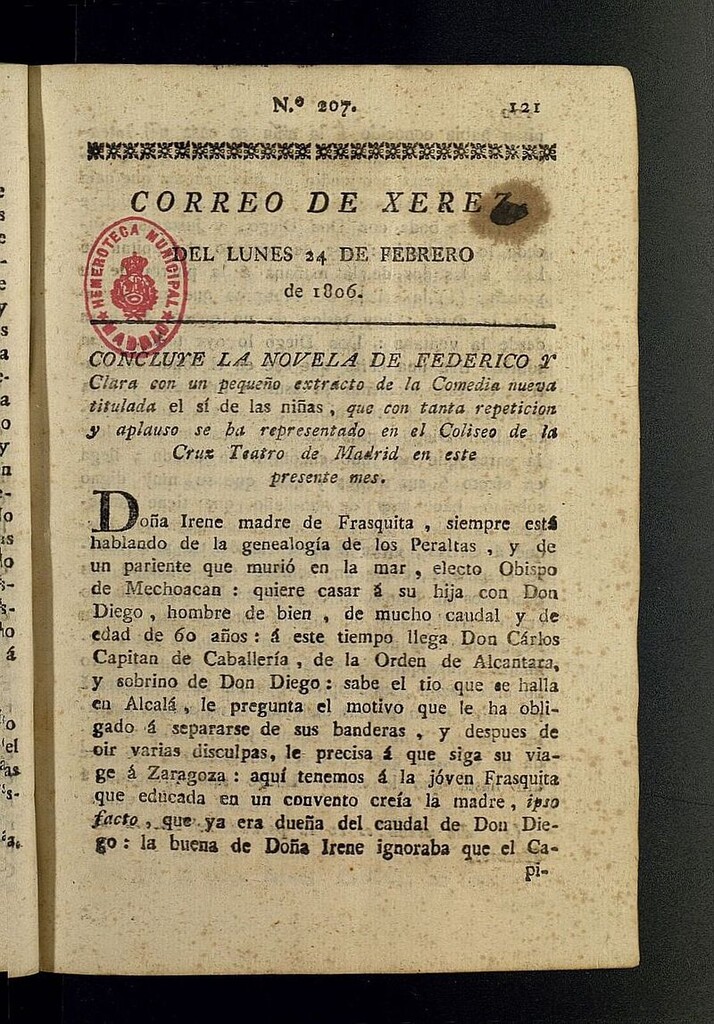 N.º 207. 121
CORREO DE XEREZ
DEL LUNES 24 DE FEBRERO
de 1806.
HEMEROTECA MUNICIPAL
MADRID
CONCLUYE LA NOVELA DE FEDERICO Y
Clara con un pequeño extracto de la Comedia nueva
titulada el sí de las niñas, que con tanta repeticion
y aplauso se ha representado en el Coliseo de la
Cruz Teatro de Madrid en este
presente mes.
Doña Irene madre de Frasquita, siempre está
hablando de la genealogía de los Peraltas, y de
un pariente que murió en la mar, electo Obispo
de Mechoacan: quiere casar á su hija con Don
Diego, hombre de bien, de mucho caudal y de
edad de 60 años: á este tiempo llega Don Cárlos
Capitan de Caballería, de la Orden de Alcantara,
y sobrino de Don Diego: sabe el tio que se halla
en Alcalá, le pregunta el motivo que le ha obli-
gado á separarse de sus banderas, y despues de
oir varias disculpas, le precisa á que siga su via-
ge á Zaragoza: aquí tenemos á la jóven Frasquita
que educada en un convento creía la madre, ipso
facto, que ya era dueña del caudal de Don Die-
go: la buena de Doña Irene ignoraba que el Ca-
pi-